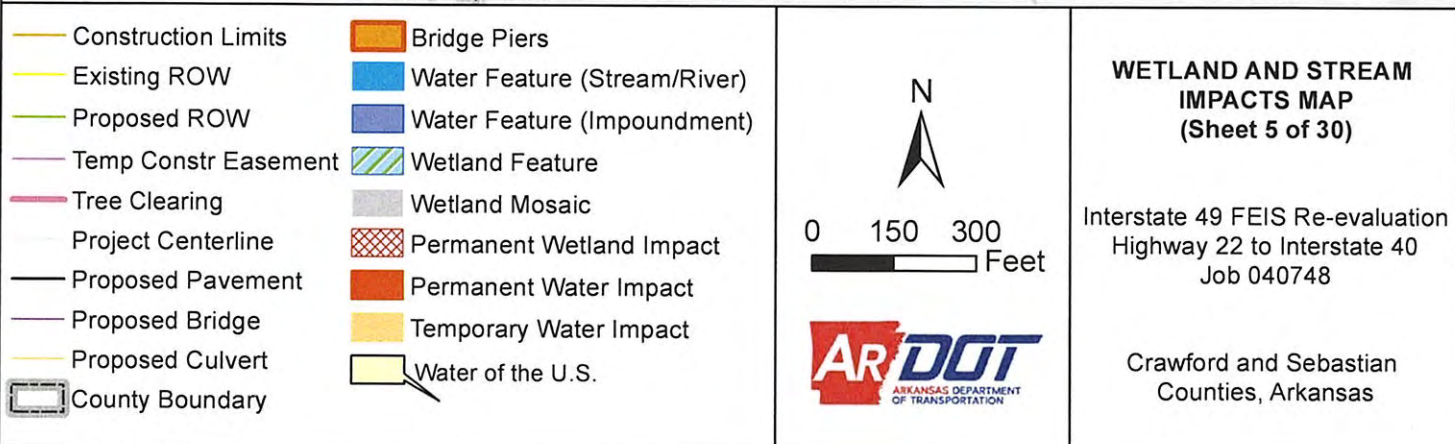 Construction Limits
Existing ROW
Proposed ROW
Temp Constr Easement
Tree Clearing
Project Centerline
Proposed Pavement
Proposed Bridge
Proposed Culvert
County Boundary
Bridge Piers
Water Feature (Stream/River)
Water Feature (Impoundment)
Wetland Feature
Wetland Mosaic
Permanent Wetland Impact
Permanent Water Impact
Temporary Water Impact
Water of the U.S.
N
0 150 300
Feet
ARDOT
ARKANSAS DEPARTMENT
OF TRANSPORTATION
WETLAND AND STREAM
IMPACTS MAP
(Sheet 5 of 30)
Interstate 49 FEIS Re-evaluation
Highway 22 to Interstate 40
Job 040748
Crawford and Sebastian
Counties, Arkansas